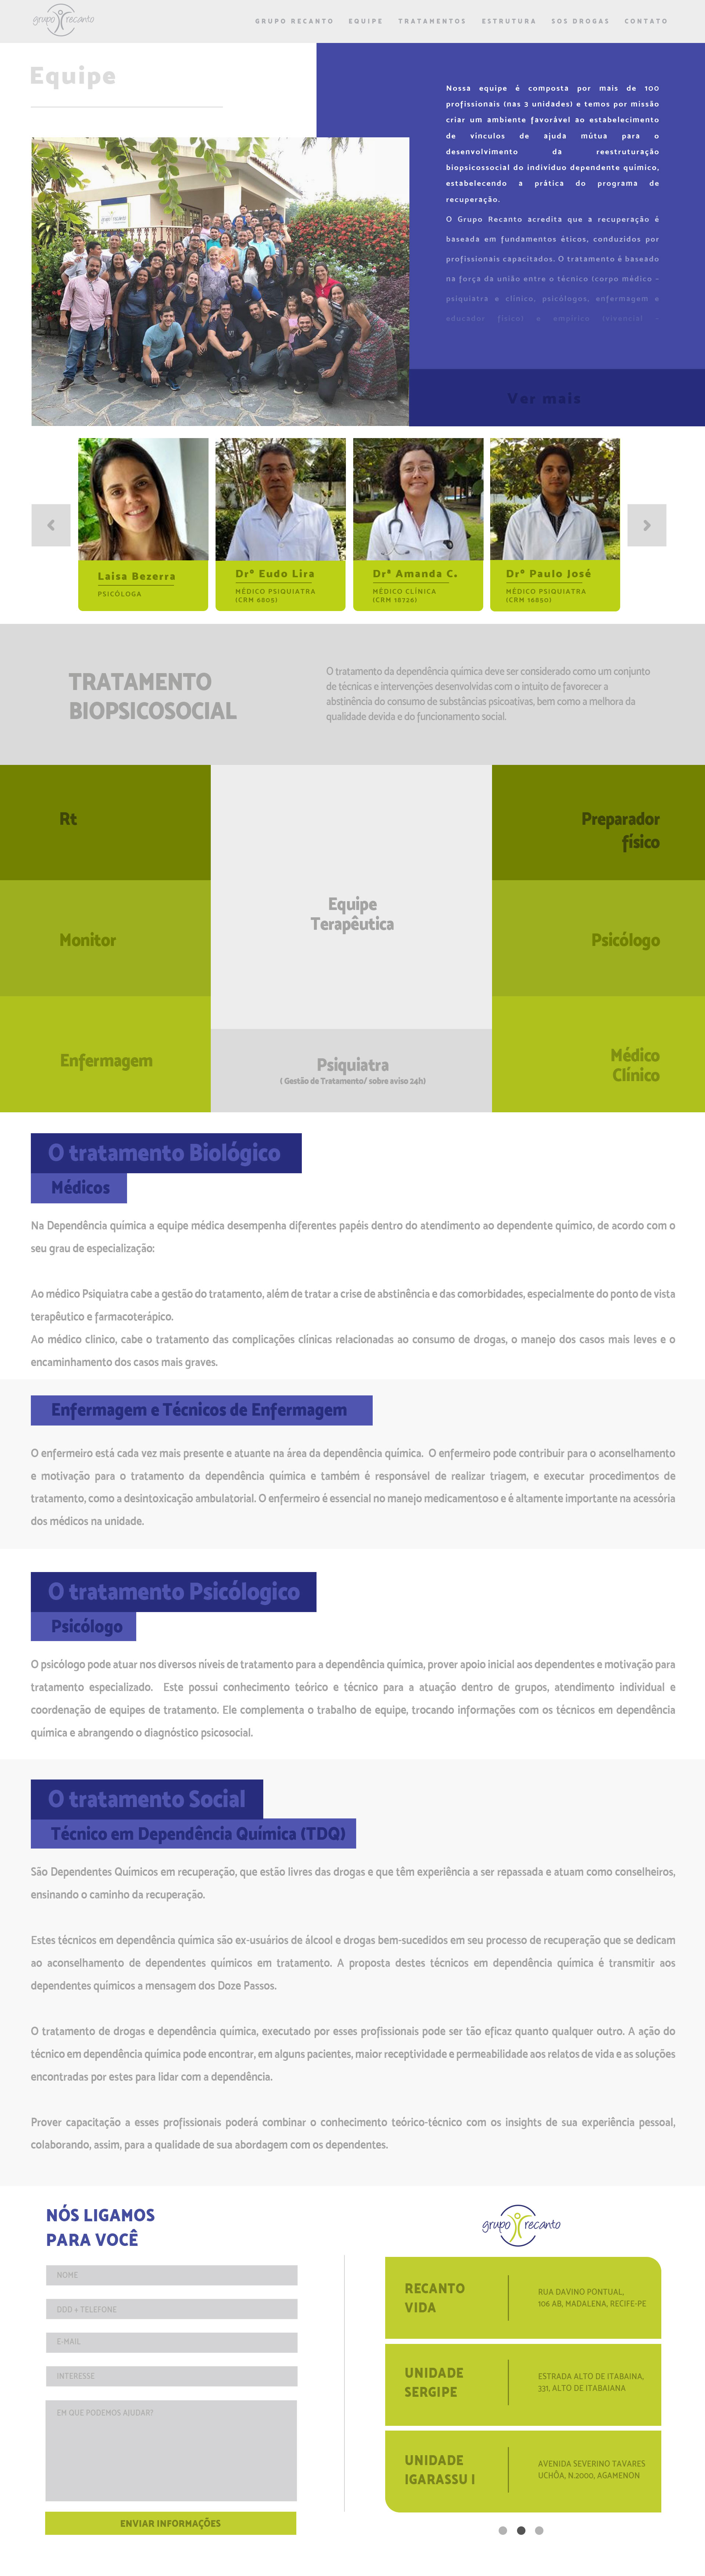 grupo recanto
GRUPO RECANTO EQUIPE TRATAMENTOS ESTRUTURA SOS DROGAS CONTATO
Equipe
Nossa equipe é composta por mais de 100
profissionais (nas 3 unidades) e temos por missão
criar um ambiente favorável ao estabelecimento
de vínculos de ajuda mútua para o
desenvolvimento da reestruturação
biopsicossocial do indivíduo dependente químico,
estabelecendo a prática do programa de
recuperação.
O Grupo Recanto acredita que a recuperação é
baseada em fundamentos éticos, conduzidos por
profissionais capacitados. O tratamento é baseado
na força da união entre o técnico (corpo médico –
psiquiatra e clínico, psicólogos, enfermagem e
educador físico) e empírico (vivencial –
Ver mais
Laisa Bezerra
PSICÓLOGA
Drº Eudo Lira
MÉDICO PSIQUIATRA
(CRM 6805)
Drª Amanda C.
MÉDICO CLÍNICA
(CRM 18726)
Drº Paulo José
MÉDICO PSIQUIATRA
(CRM 16850)
TRATAMENTO
BIOPSICOSOCIAL
O tratamento da dependência química deve ser considerado como um conjunto
de técnicas e intervenções desenvolvidas com o intuito de favorecer a
abstinência do consumo de substâncias psicoativas, bem como a melhora da
qualidade devida e do funcionamento social.
Rt
Monitor
Enfermagem
Equipe
Terapêutica
Psiquiatra
( Gestão de Tratamento/ sobre aviso 24h)
Preparador
físico
Psicólogo
Médico
Clínico
O tratamento Biológico
Médicos
Na Dependência química a equipe médica desempenha diferentes papéis dentro do atendimento ao dependente químico, de acordo com o
seu grau de especialização:
Ao médico Psiquiatra cabe a gestão do tratamento, além de tratar a crise de abstinência e das comorbidades, especialmente do ponto de vista
terapêutico e farmacoterápico.
Ao médico clínico, cabe o tratamento das complicações clínicas relacionadas ao consumo de drogas, o manejo dos casos mais leves e o
encaminhamento dos casos mais graves.
Enfermagem e Técnicos de Enfermagem
O enfermeiro está cada vez mais presente e atuante na área da dependência química. O enfermeiro pode contribuir para o aconselhamento
e motivação para o tratamento da dependência química e também é responsável de realizar triagem, e executar procedimentos de
tratamento, como a desintoxicação ambulatorial. O enfermeiro é essencial no manejo medicamentoso e é altamente importante na acessória
dos médicos na unidade.
O tratamento Psicólogico
Psicólogo
O psicólogo pode atuar nos diversos níveis de tratamento para a dependência química, prover apoio inicial aos dependentes e motivação para
tratamento especializado. Este possui conhecimento teórico e técnico para a atuação dentro de grupos, atendimento individual e
coordenação de equipes de tratamento. Ele complementa o trabalho de equipe, trocando informações com os técnicos em dependência
química e abrangendo o diagnóstico psicosocial.
O tratamento Social
Técnico em Dependência Química (TDQ)
São Dependentes Químicos em recuperação, que estão livres das drogas e que têm experiência a ser repassada e atuam como conselheiros,
ensinando o caminho da recuperação.
Estes técnicos em dependência química são ex-usuários de álcool e drogas bem-sucedidos em seu processo de recuperação que se dedicam
ao aconselhamento de dependentes químicos em tratamento. A proposta destes técnicos em dependência química é transmitir aos
dependentes químicos a mensagem dos Doze Passos.
O tratamento de drogas e dependência química, executado por esses profissionais pode ser tão eficaz quanto qualquer outro. A ação do
técnico em dependência química pode encontrar, em alguns pacientes, maior receptividade e permeabilidade aos relatos de vida e as soluções
encontradas por estes para lidar com a dependência.
Prover capacitação a esses profissionais poderá combinar o conhecimento teórico-técnico com os insights de sua experiência pessoal,
colaborando, assim, para a qualidade de sua abordagem com os dependentes.
NÓS LIGAMOS
PARA VOCÊ
NOME
DDD + TELEFONE
E-MAIL
INTERESSE
EM QUE PODEMOS AJUDAR?
ENVIAR INFORMAÇÕES
grupo recanto
RECANTO
VIDA
RUA DAVINO PONTUAL,
106 AB, MADALENA, RECIFE-PE
UNIDADE
SERGIPE
ESTRADA ALTO DE ITABAINA,
331, ALTO DE ITABAIANA
UNIDADE
IGARASSU I
AVENIDA SEVERINO TAVARES
UCHÔA, N.2000, AGAMENON